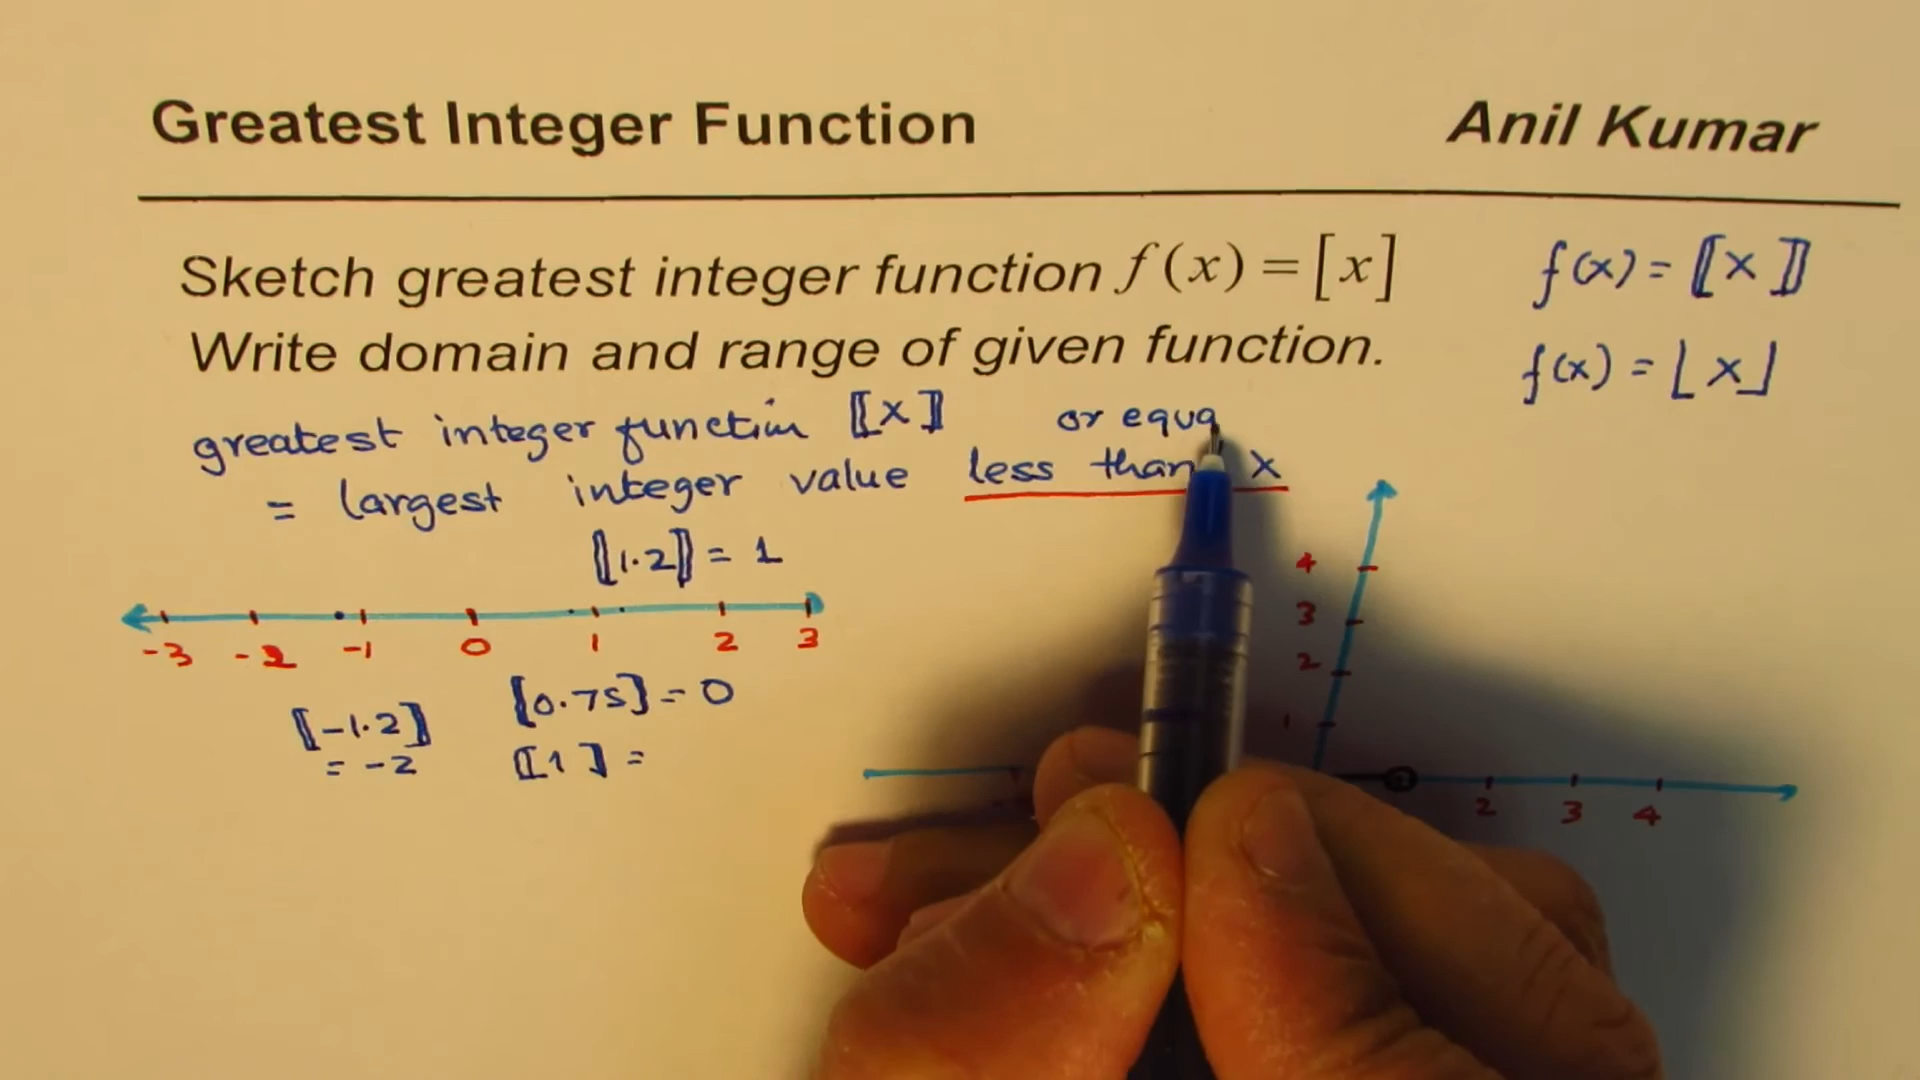 Greatest Integer Function
Anil Kumar
Sketch greatest integer function f(x) = [x]
Write domain and range of given function.
f(x) = ⟦x⟧
f(x) = ⌊x⌋
greatest integer function ⟦x⟧
or equa
= largest integer value less than x
⟦1.2⟧ = 1
-3 -2 -1 0 1 2 3
⟦-1.2⟧
= -2
⟦0.75⟧ = 0
⟦1⟧ =
4
3
2
1
2 3 4